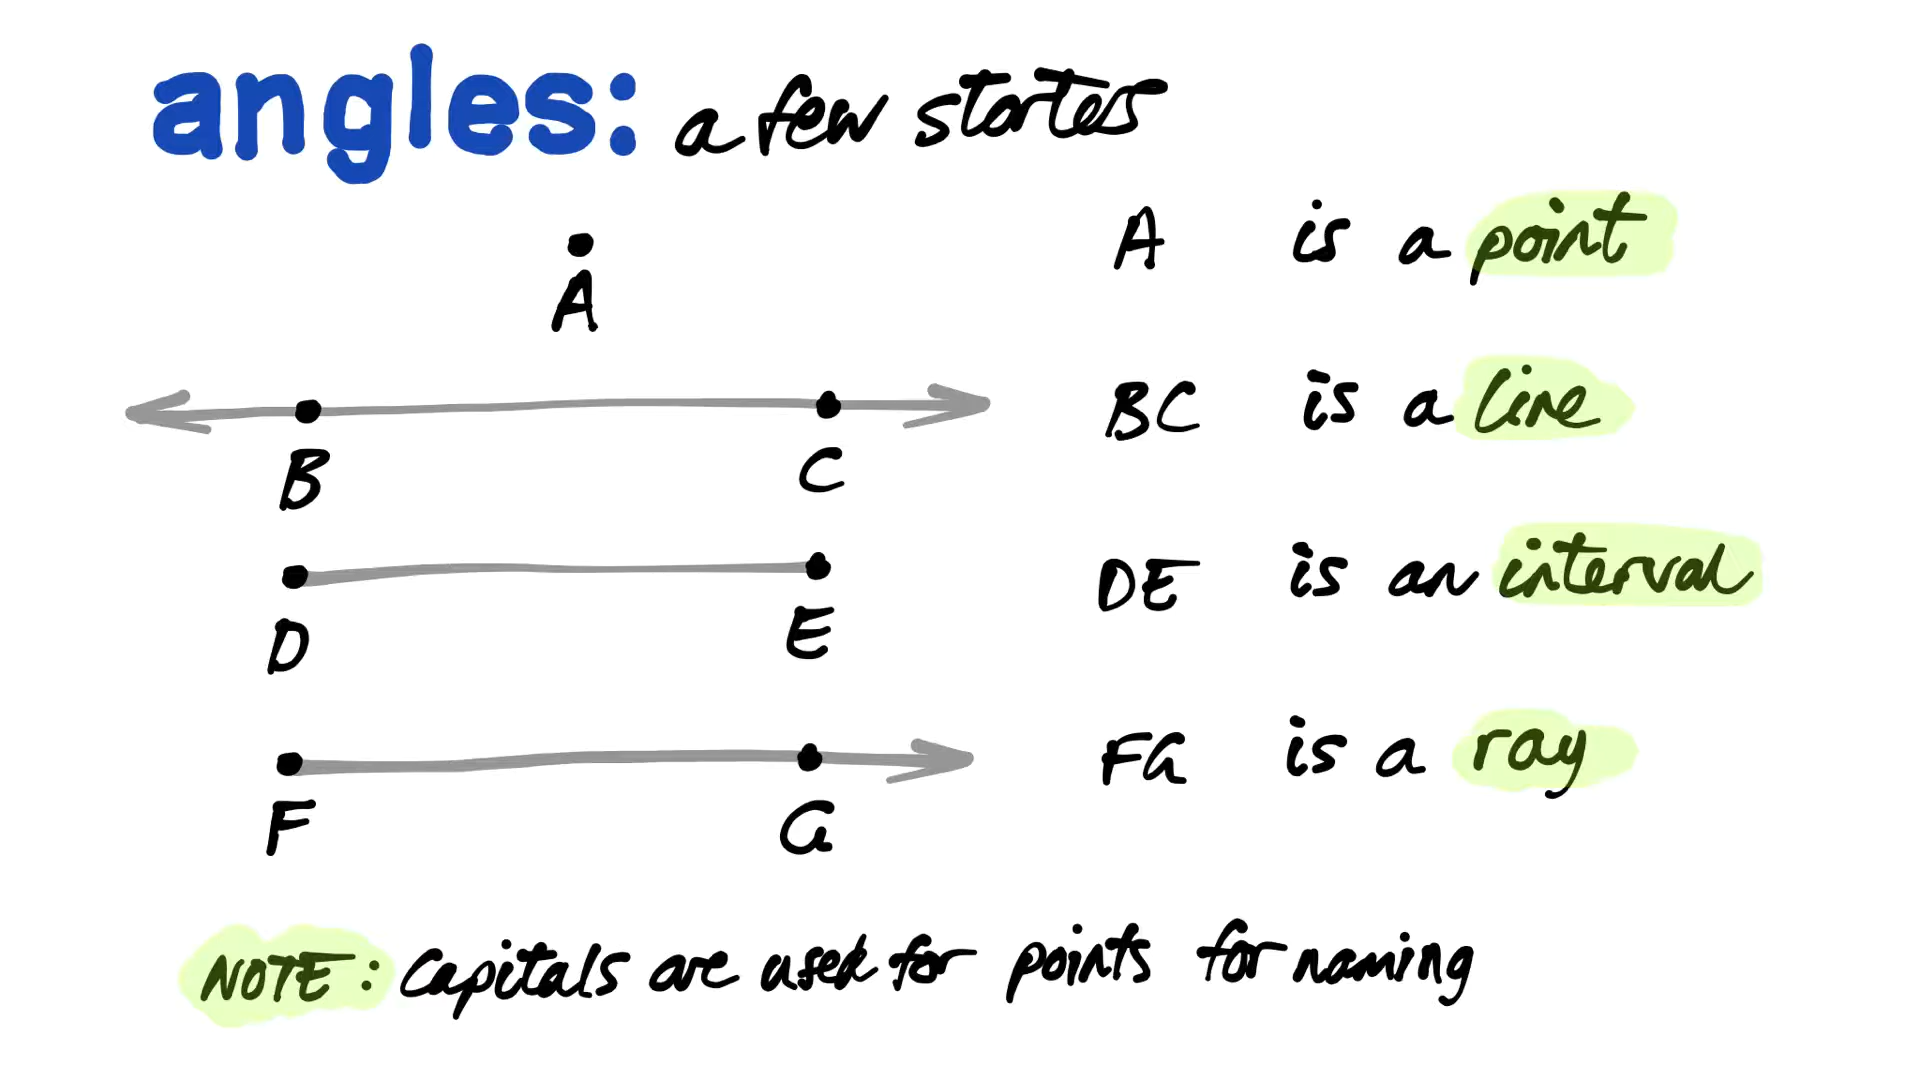 angles: a few starters
A
A is a point
B C
BC is a line
D E
DE is an interval
F G
FG is a ray
NOTE: Capitals are used for points for naming